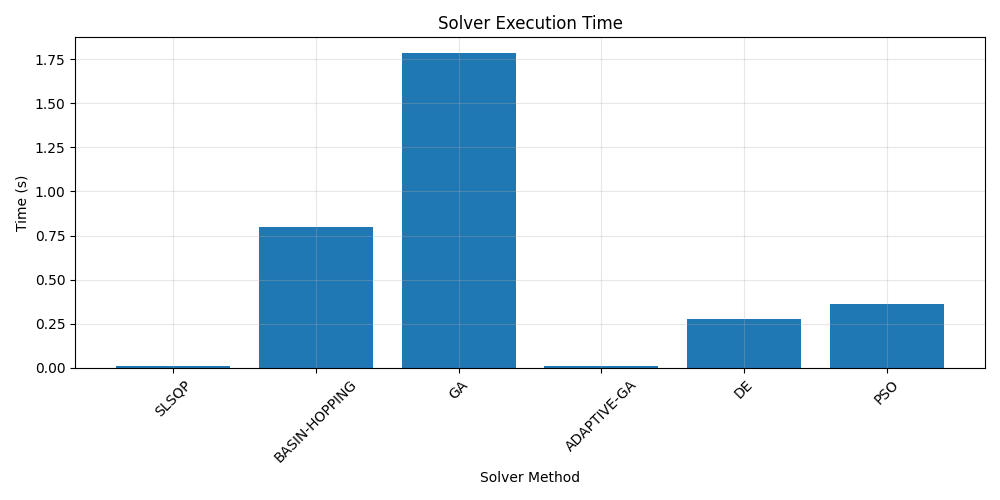 Solver Execution Time
Time (s)
1.75
1.50
1.25
1.00
0.75
0.50
0.25
0.00
SLSQP
BASIN-HOPPING
GA
ADAPTIVE-GA
DE
PSO
Solver Method